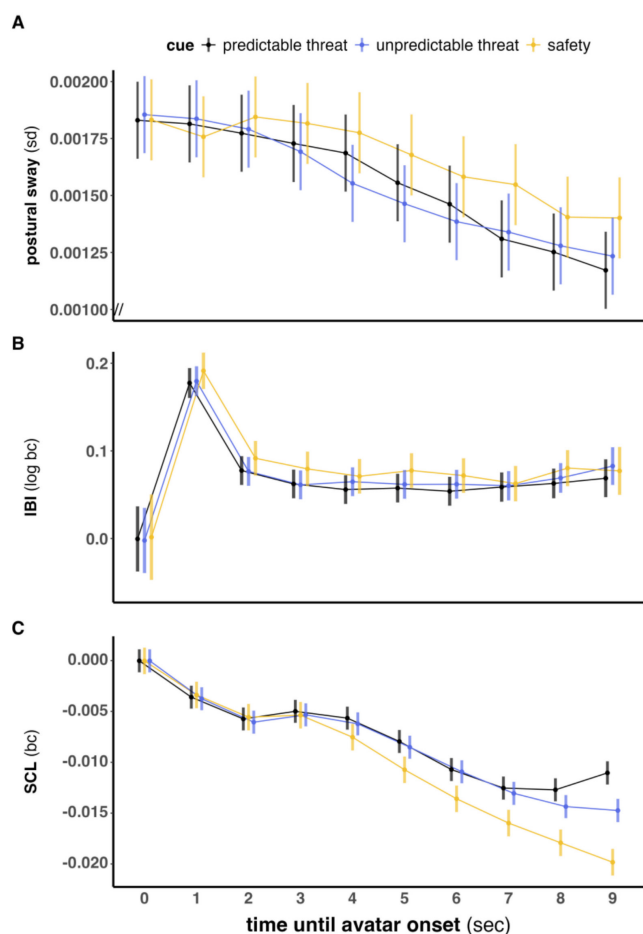 A
cue predictable threat unpredictable threat safety
postural sway (sd)
0.00200
0.00175
0.00150
0.00125
0.00100
//
B
IBI (log bc)
0.2
0.1
0.0
C
SCL (bc)
0.000
-0.005
-0.010
-0.015
-0.020
0 1 2 3 4 5 6 7 8 9
time until avatar onset (sec)